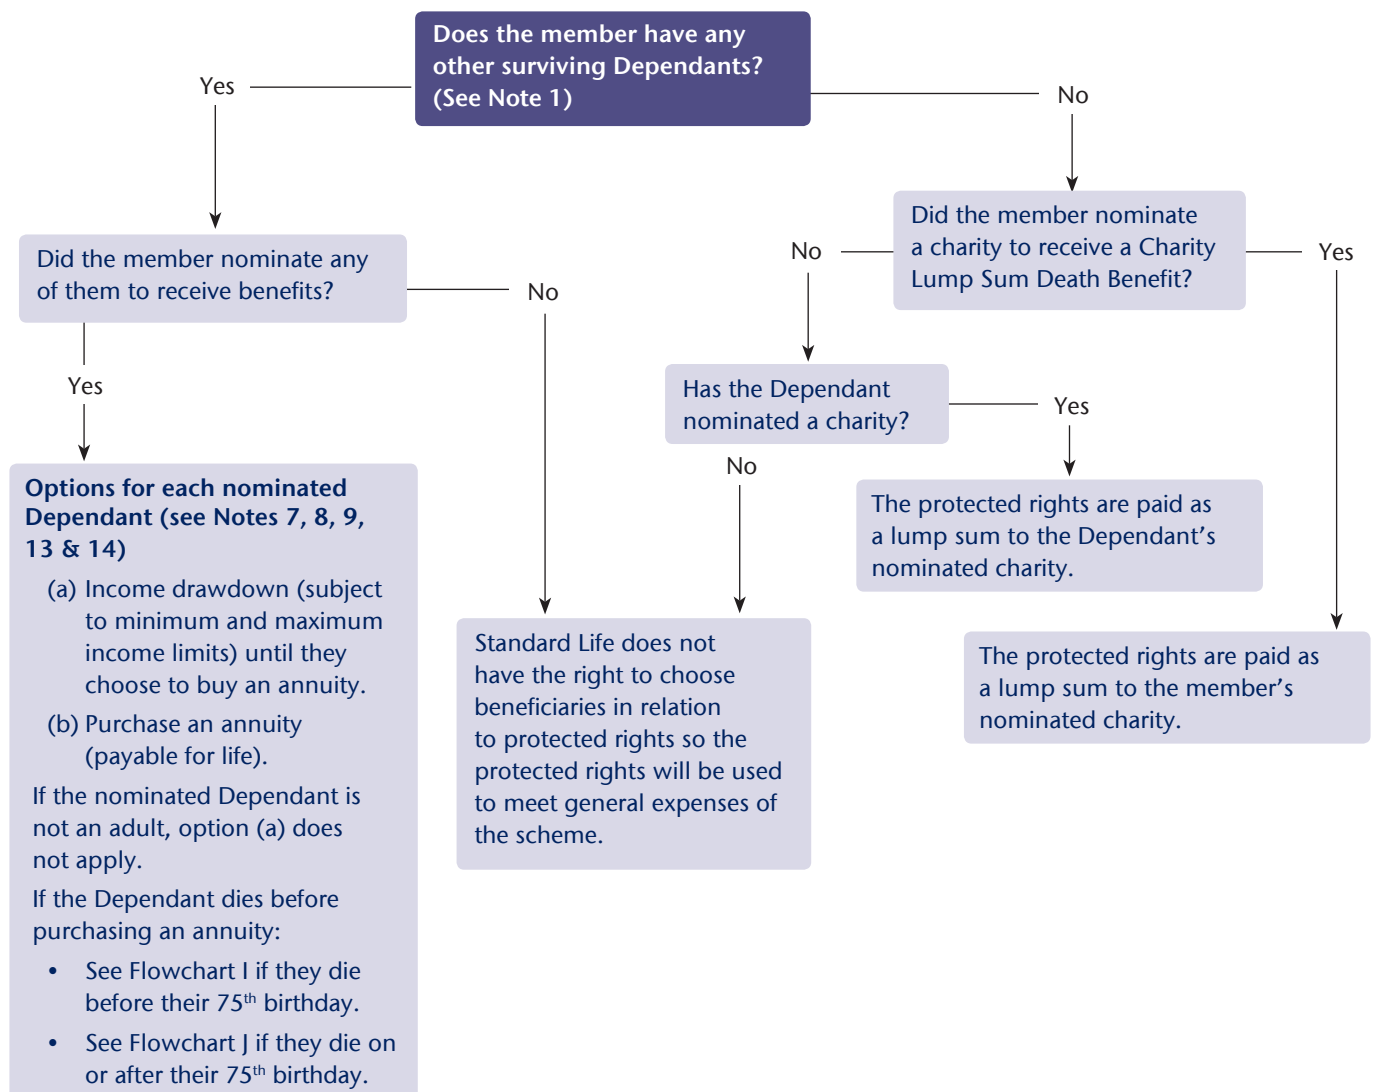 Does the member have any
other surviving Dependants?
(See Note 1)
Yes
No
Did the member nominate any
of them to receive benefits?
No
Yes
Did the member nominate
a charity to receive a Charity
Lump Sum Death Benefit?
No
Yes
Has the Dependant
nominated a charity?
Yes
No
Options for each nominated
Dependant (see Notes 7, 8, 9,
13 & 14)
(a) Income drawdown (subject
to minimum and maximum
income limits) until they
choose to buy an annuity.
(b) Purchase an annuity
(payable for life).
If the nominated Dependant is
not an adult, option (a) does
not apply.
If the Dependant dies before
purchasing an annuity:
• See Flowchart I if they die
before their 75th birthday.
• See Flowchart J if they die on
or after their 75th birthday.
Standard Life does not
have the right to choose
beneficiaries in relation
to protected rights so the
protected rights will be used
to meet general expenses of
the scheme.
The protected rights are paid as
a lump sum to the Dependant’s
nominated charity.
The protected rights are paid as
a lump sum to the member’s
nominated charity.